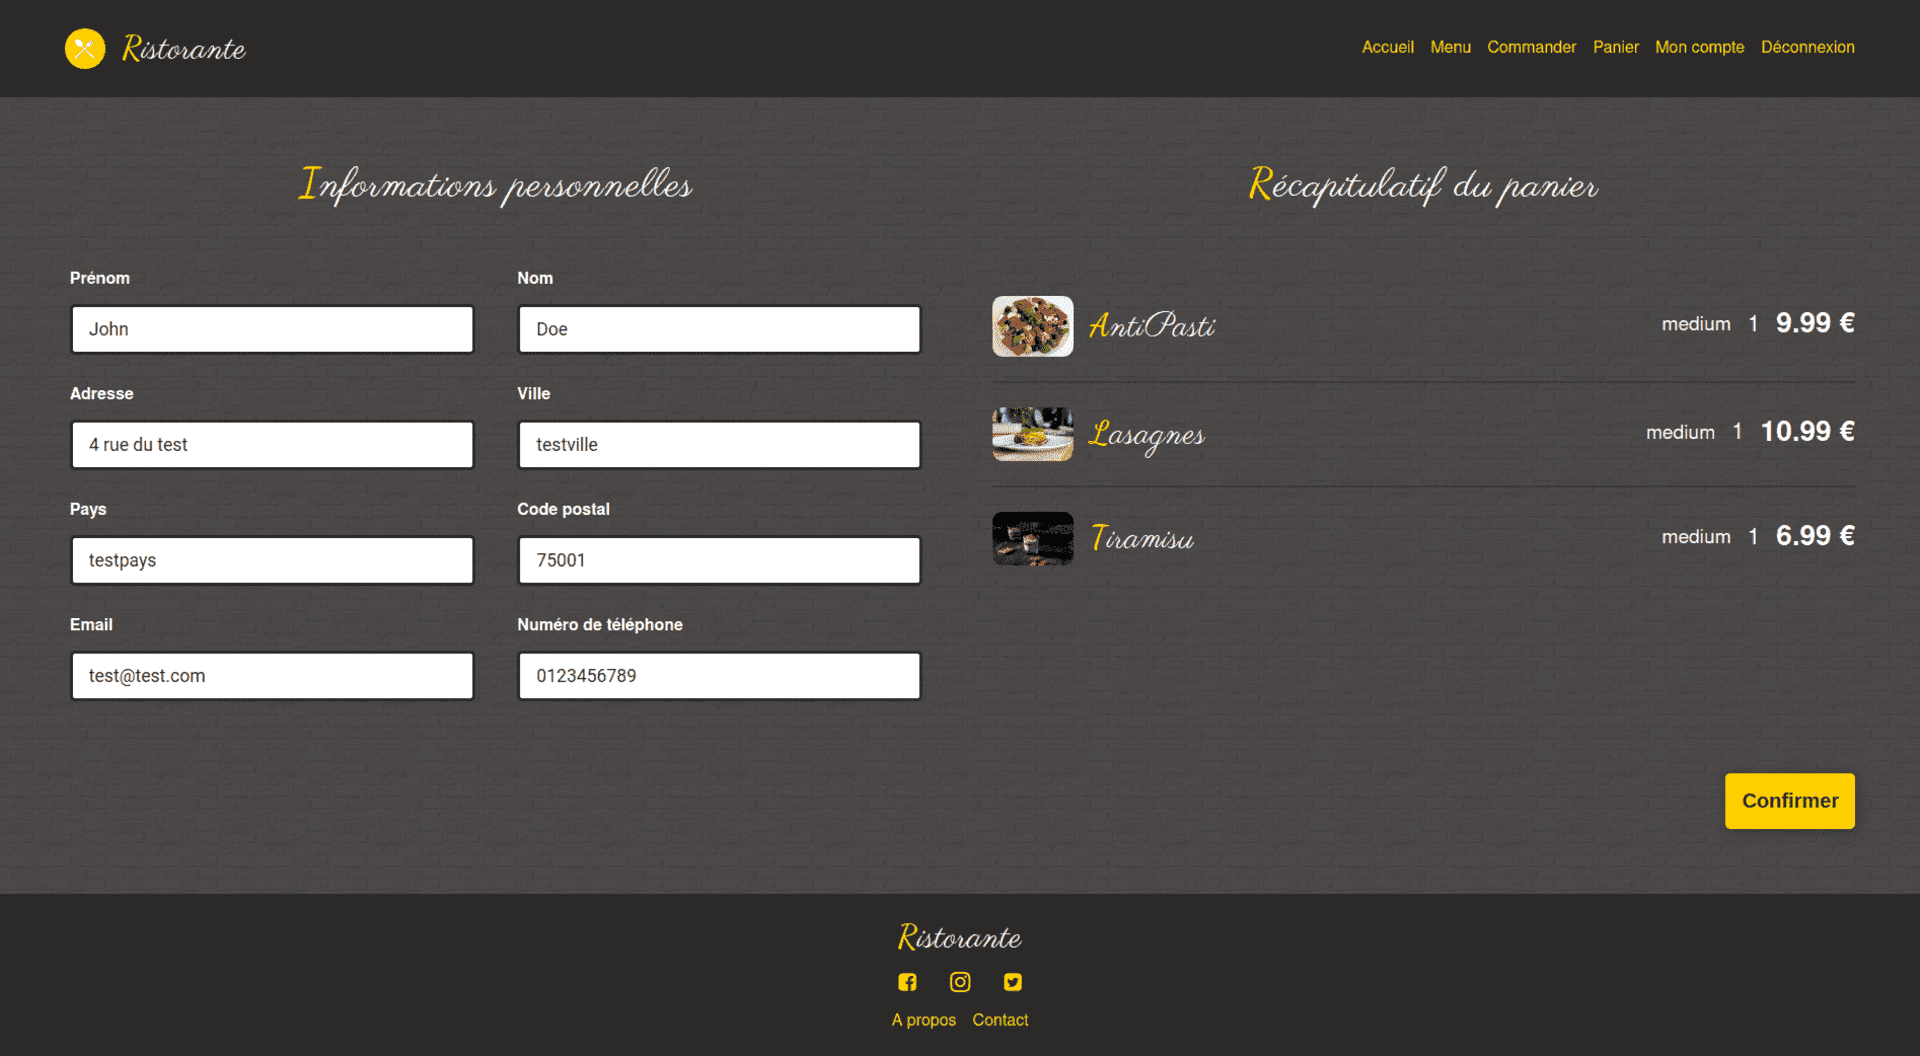 Ristorante
Accueil Menu Commander Panier Mon compte Déconnexion
Informations personnelles
Prénom Nom
John Doe
Adresse Ville
4 rue du test testville
Pays Code postal
testpays 75001
Email Numéro de téléphone
test@test.com 0123456789
Récapitulatif du panier
AntiPasti medium 1 9.99 €
Lasagnes medium 1 10.99 €
Tiramisu medium 1 6.99 €
Confirmer
Ristorante
A propos Contact